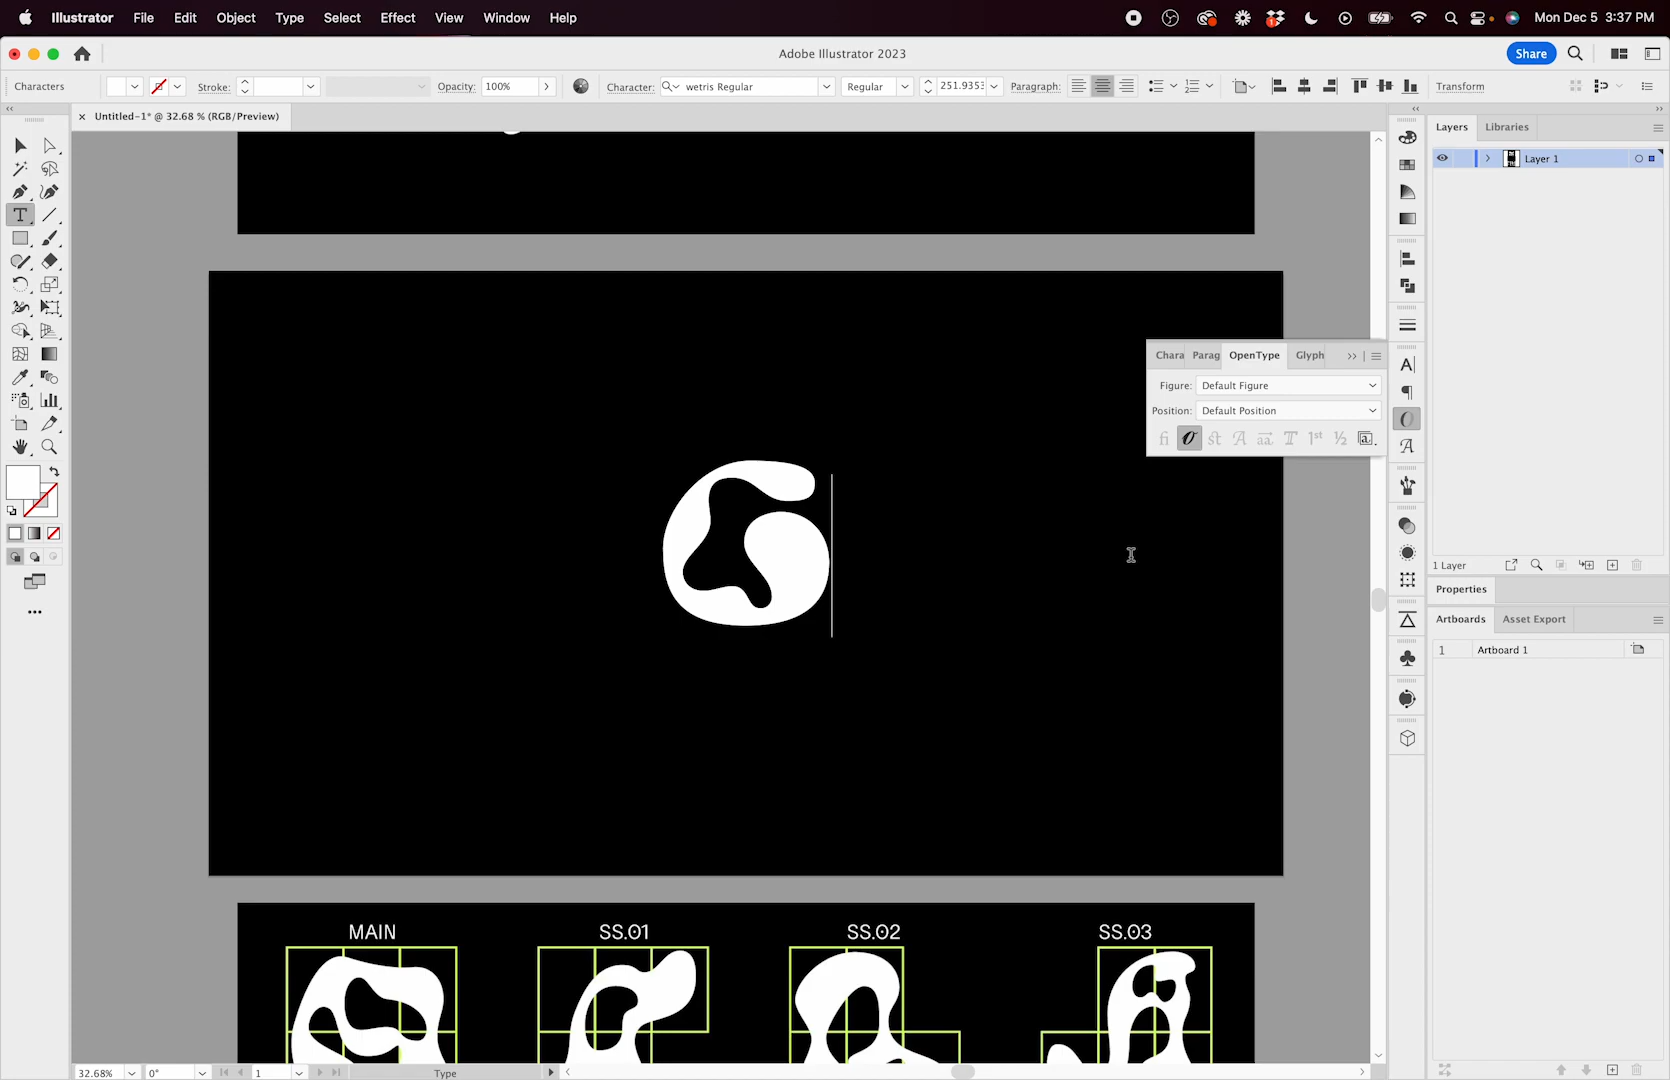 Illustrator File Edit Object Type Select Effect View Window Help
1
Mon Dec 5 3:37 PM
Adobe Illustrator 2023
Share
Characters
Stroke:
Opacity: 100%
Character: wetris Regular
Regular
251.935
Paragraph:
Transform
× Untitled-1* @ 32.68 % (RGB/Preview)
Layers Libraries
Layer 1
Chara Parag OpenType Glyph
Figure: Default Figure
Position: Default Position
1 Layer
Properties
Artboards Asset Export
1 Artboard 1
MAIN SS.01 SS.02 SS.03
32.68% 0° 1 Type